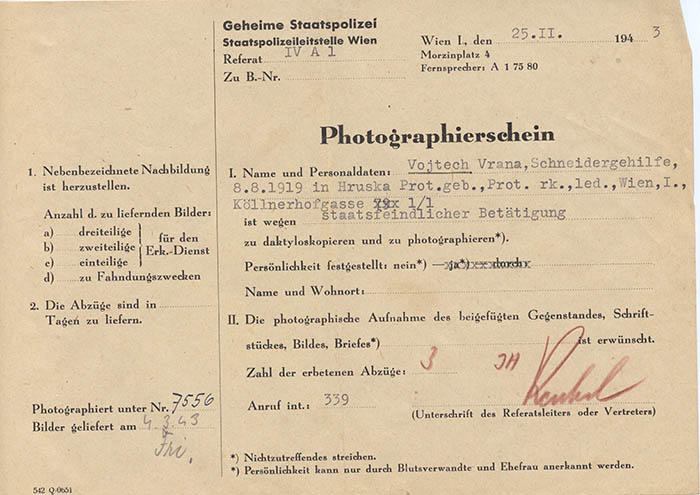 Geheime Staatspolizei
Staatspolizeileitstelle Wien
Referat IV A 1
Zu B.-Nr.
Wien I., den 25.II. 194 3
Morzinplatz 4
Fernsprecher: A 1 75 80
Photographierschein
1. Nebenbezeichnete Nachbildung
ist herzustellen.
Anzahl d. zu liefernden Bilder:
a) dreiteilige
b) zweiteilige
c) einteilige
für den
Erk.-Dienst
d) zu Fahndungszwecken
2. Die Abzüge sind in
Tagen zu liefern.
Photographiert unter Nr. 7556
Bilder geliefert am 4.3.43
I. Name und Personaldaten: Vojtech Vrana, Schneidergehilfe,
8.8.1919 in Hruska Prot.geb., Prot. rk., led., Wien, I.,
Köllnerhofgasse 1/1
ist wegen staatsfeindlicher Betätigung
zu daktyloskopieren und zu photographieren*).
Persönlichkeit festgestellt: nein*) — ja*) durch
Name und Wohnort:
II. Die photographische Aufnahme des beigefügten Gegenstandes, Schrift-
stückes, Bildes, Briefes*) ist erwünscht.
Zahl der erbetenen Abzüge: 3
Anruf int.: 339
(Unterschrift des Referatsleiters oder Vertreters)
*) Nichtzutreffendes streichen.
*) Persönlichkeit kann nur durch Blutsverwandte und Ehefrau anerkannt werden.
542 Q-0651